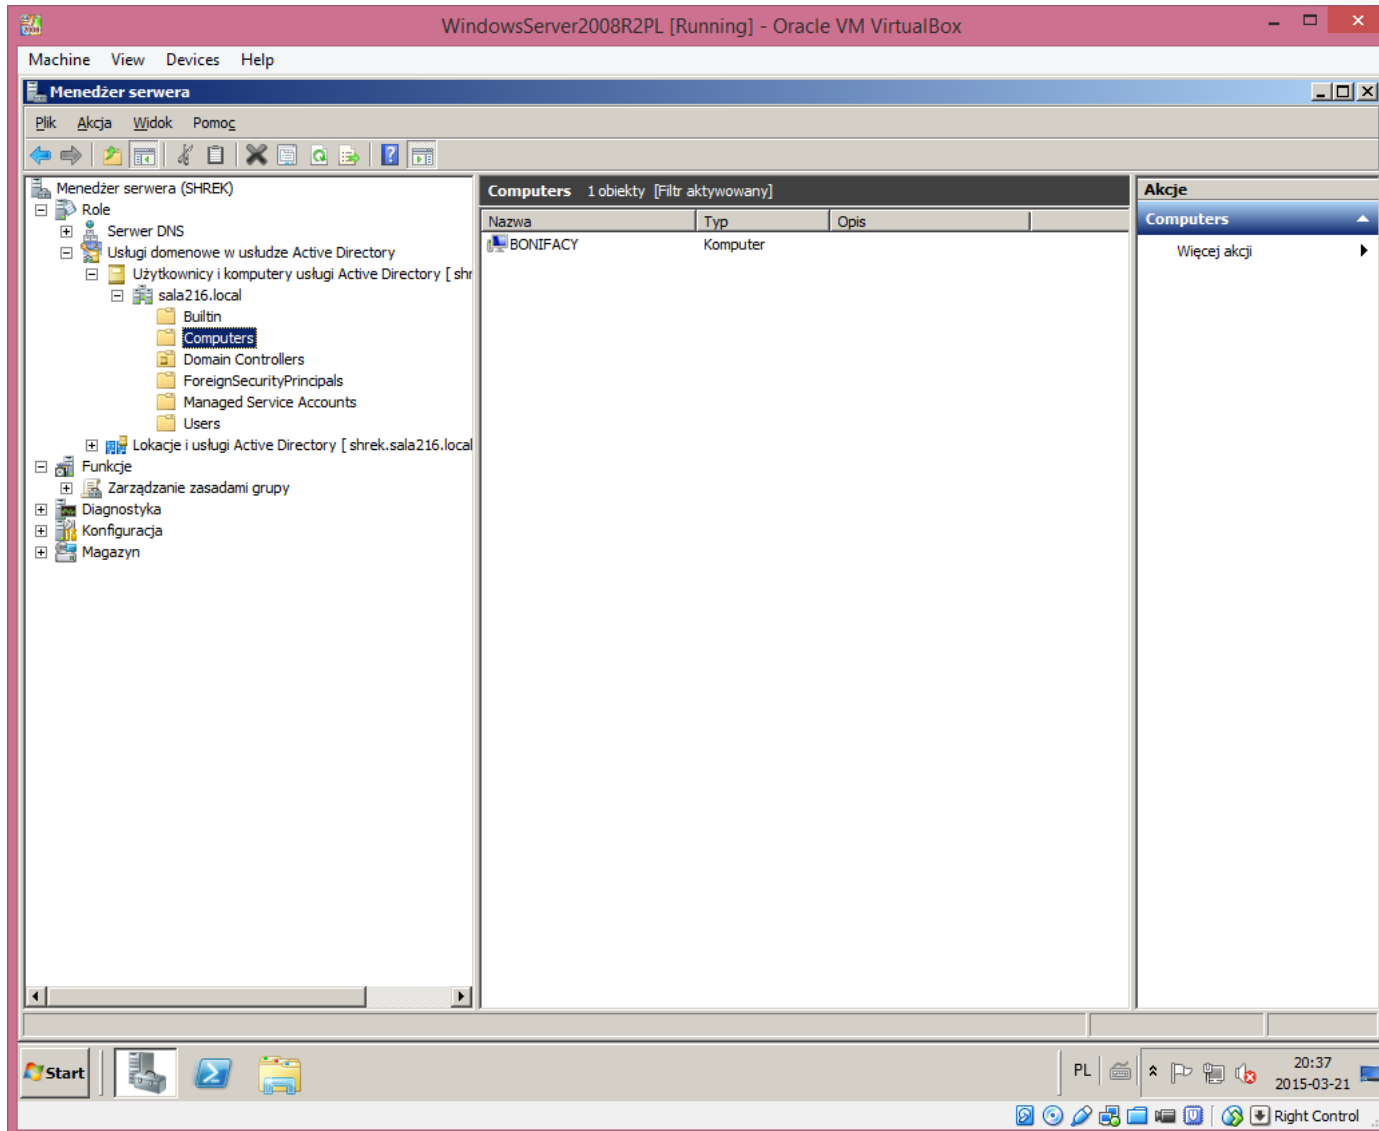 WindowsServer2008R2PL [Running] - Oracle VM VirtualBox
Machine View Devices Help
Menedżer serwera
Plik Akcja Widok Pomoc
Menedżer serwera (SHREK)
Role
Serwer DNS
Usługi domenowe w usłudze Active Directory
Użytkownicy i komputery usługi Active Directory [ shr
sala216.local
Builtin
Computers
Domain Controllers
ForeignSecurityPrincipals
Managed Service Accounts
Users
Lokacje i usługi Active Directory [ shrek.sala216.local
Funkcje
Zarządzanie zasadami grupy
Diagnostyka
Konfiguracja
Magazyn
Computers 1 obiekty [Filtr aktywowany]
Nazwa Typ Opis
BONIFACY Komputer
Akcje
Computers
Więcej akcji
Start
PL
20:37
2015-03-21
Right Control